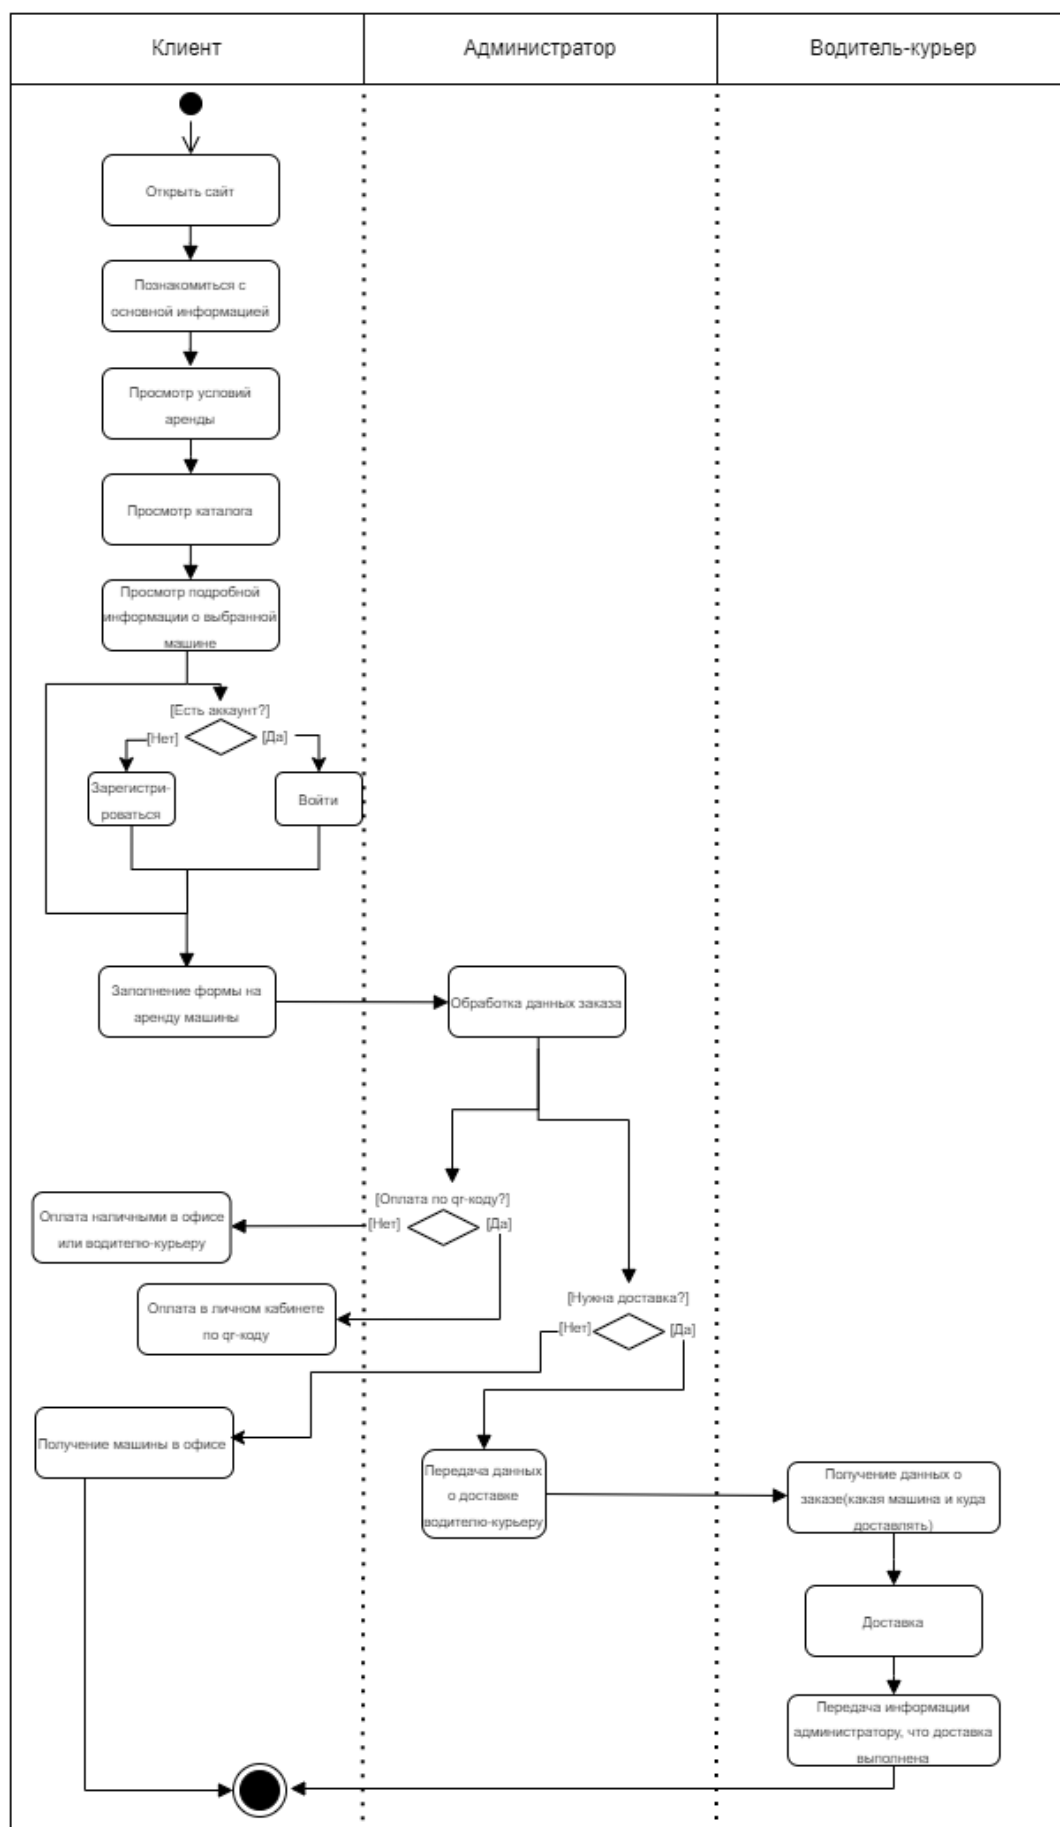 Клиент
Администратор
Водитель-курьер
Открыть сайт
Познакомиться с
основной информацией
Просмотр условий
аренды
Просмотр каталога
Просмотр подробной
информации о выбранной
машине
[Есть аккаунт?]
[Нет]
[Да]
Зарегистри-
роваться
Войти
Заполнение формы на
аренду машины
Обработка данных заказа
[Оплата по qr-коду?]
[Нет]
[Да]
Оплата наличными в офисе
или водителю-курьеру
Оплата в личном кабинете
по qr-коду
[Нужна доставка?]
[Нет]
[Да]
Получение машины в офисе
Передача данных
о доставке
водителю-курьеру
Получение данных о
заказе(какая машина и куда
доставлять)
Доставка
Передача информации
администратору, что доставка
выполнена